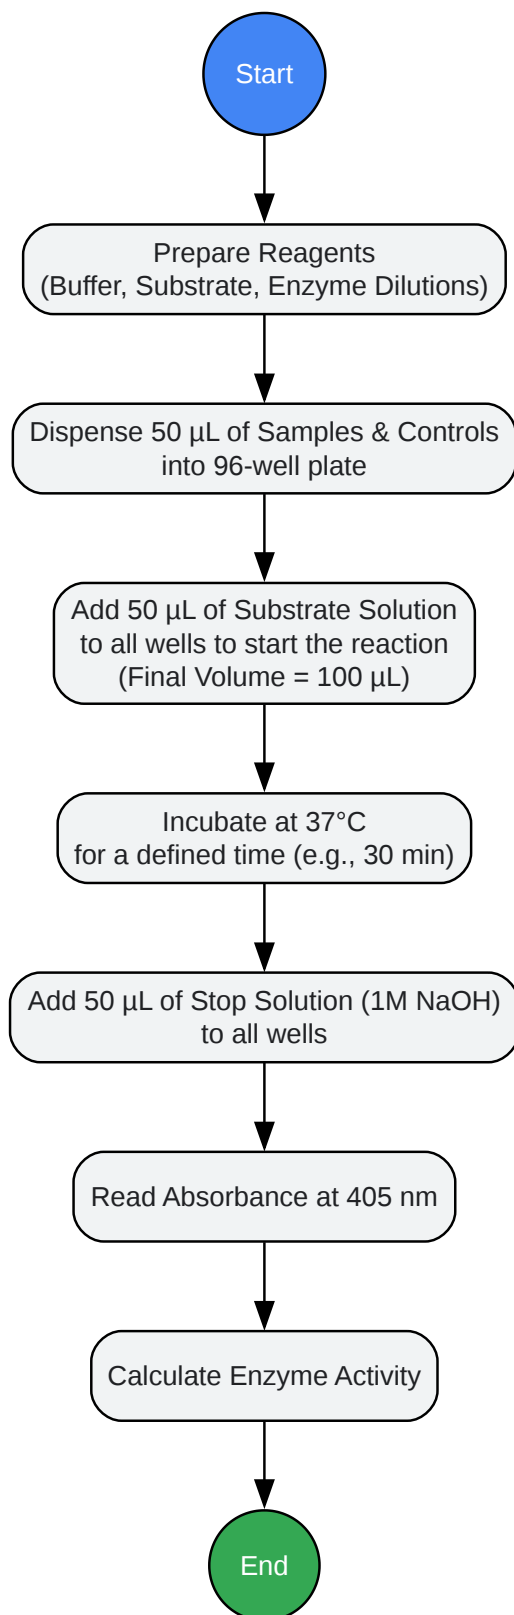 Start
Prepare Reagents
(Buffer, Substrate, Enzyme Dilutions)
Dispense 50 µL of Samples & Controls
into 96-well plate
Add 50 µL of Substrate Solution
to all wells to start the reaction
(Final Volume = 100 µL)
Incubate at 37°C
for a defined time (e.g., 30 min)
Add 50 µL of Stop Solution (1M NaOH)
to all wells
Read Absorbance at 405 nm
Calculate Enzyme Activity
End